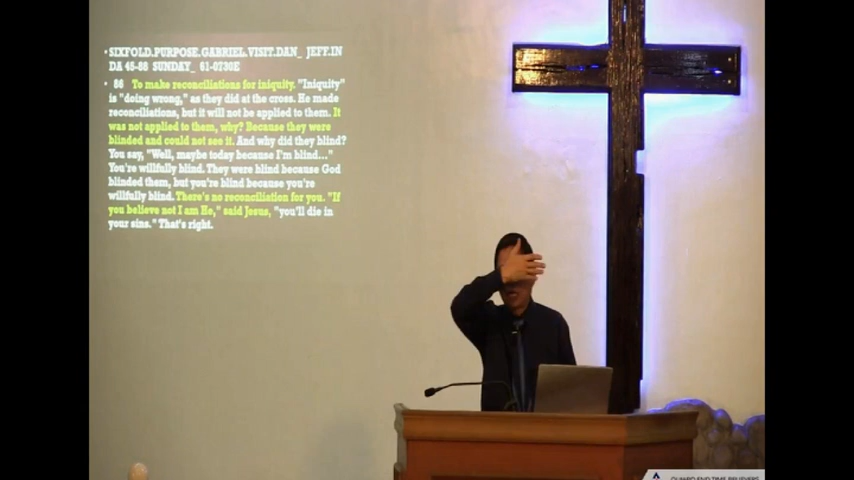 • SIXFOLD.PURPOSE.GABRIEL.VISIT.DAN_ JEFF.IN
DA 45-88 SUNDAY_ 61-0730E
• 86 To make reconciliations for iniquity. "Iniquity"
is "doing wrong," as they did at the cross. He made
reconciliations, but it will not be applied to them. It
was not applied to them, why? Because they were
blinded and could not see it. And why did they blind?
You say, "Well, maybe today because I'm blind..."
You're willfully blind. They were blind because God
blinded them, but you're blind because you're
willfully blind. There's no reconciliation for you. "If
you believe not I am He," said Jesus, "you'll die in
your sins." That's right.
END TIME BELIEVERS